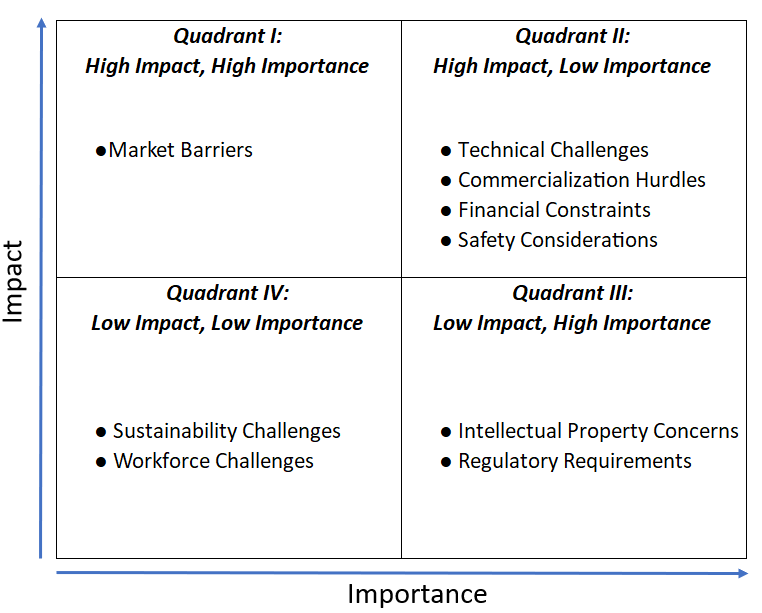 Quadrant I:
High Impact, High Importance
●Market Barriers
Quadrant II:
High Impact, Low Importance
● Technical Challenges
● Commercialization Hurdles
● Financial Constraints
● Safety Considerations
Impact
Quadrant IV:
Low Impact, Low Importance
● Sustainability Challenges
● Workforce Challenges
Quadrant III:
Low Impact, High Importance
● Intellectual Property Concerns
● Regulatory Requirements
Importance